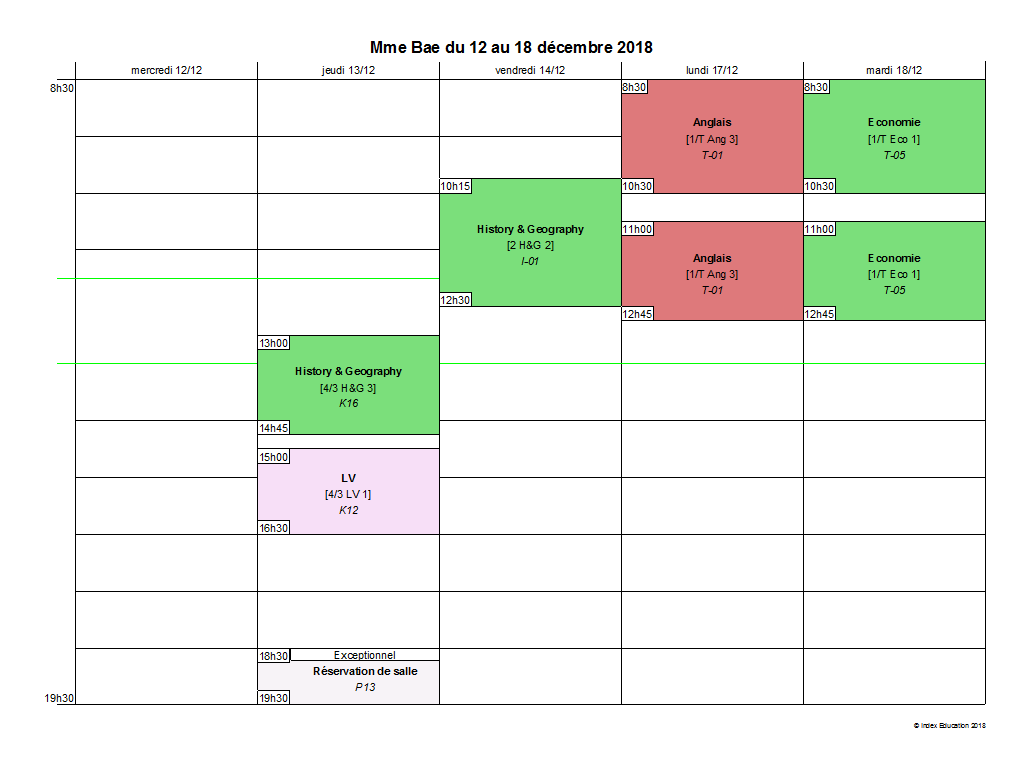 Mme Bae du 12 au 18 décembre 2018
mercredi 12/12
jeudi 13/12
vendredi 14/12
lundi 17/12
mardi 18/12
8h30
19h30
13h00
History & Geography
[4/3 H&G 3]
K16
14h45
15h00
LV
[4/3 LV 1]
K12
16h30
18h30
Exceptionnel
Réservation de salle
P13
19h30
10h15
History & Geography
[2 H&G 2]
I-01
12h30
8h30
Anglais
[1/T Ang 3]
T-01
10h30
11h00
Anglais
[1/T Ang 3]
T-01
12h45
8h30
Economie
[1/T Eco 1]
T-05
10h30
11h00
Economie
[1/T Eco 1]
T-05
12h45
© Index Education 2018